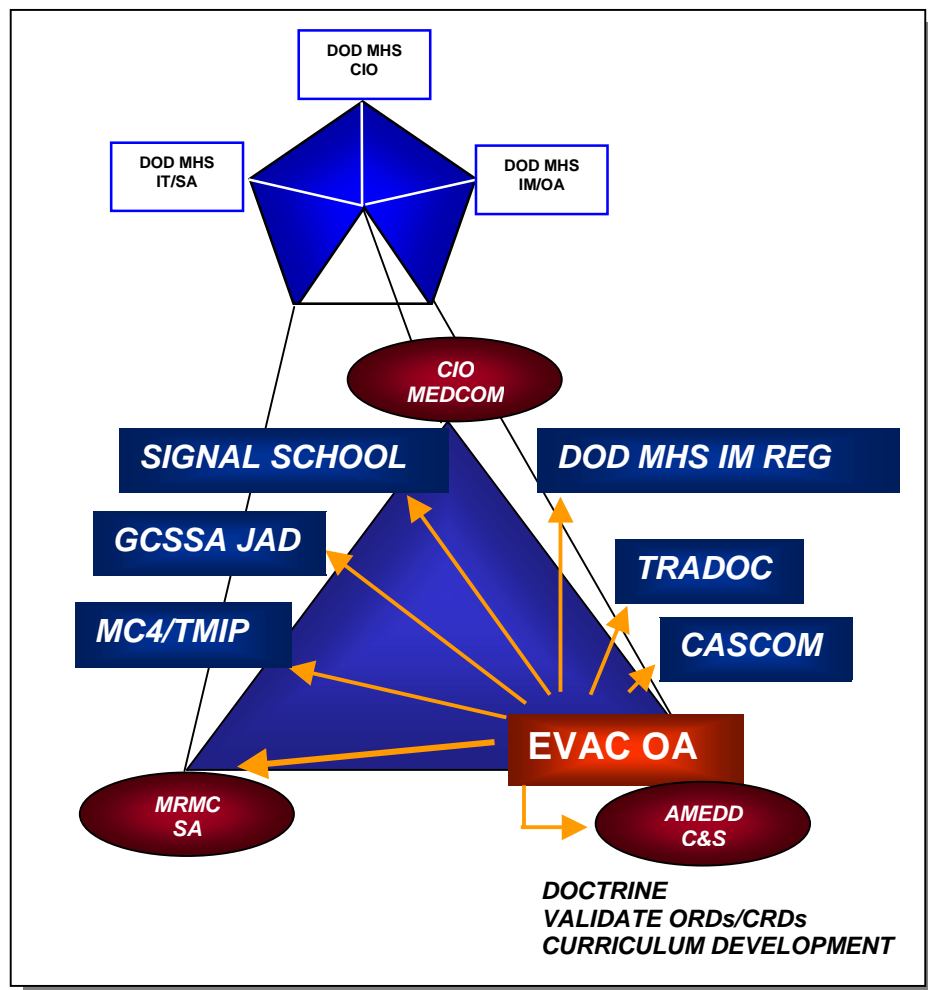 DOD MHS
CIO
DOD MHS
IT/SA
DOD MHS
IM/OA
CIO
MEDCOM
SIGNAL SCHOOL
DOD MHS IM REG
GCSSA JAD
TRADOC
MC4/TMIP
CASCOM
EVAC OA
MRMC
SA
AMEDD
C&S
DOCTRINE
VALIDATE ORDs/CRDs
CURRICULUM DEVELOPMENT